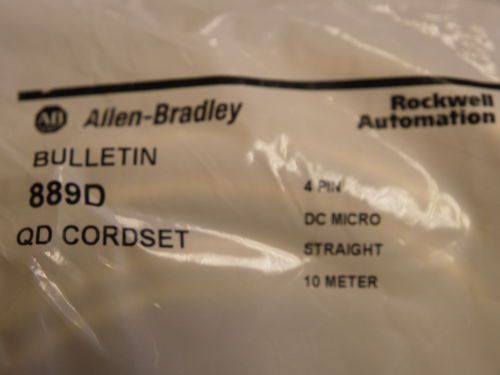 AB Allen-Bradley
Rockwell
Automation
BULLETIN
889D
QD CORDSET
4 PIN
DC MICRO
STRAIGHT
10 METER